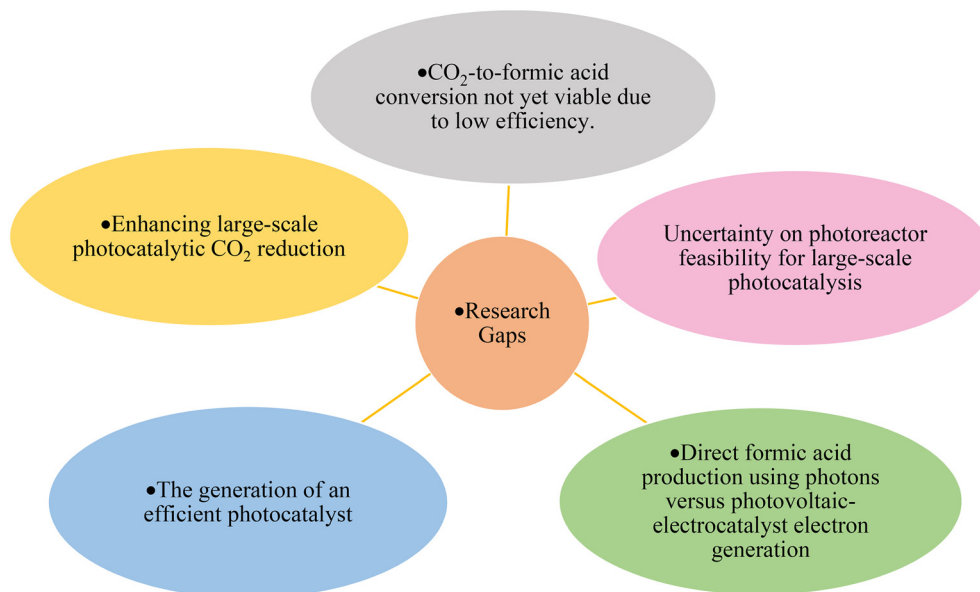 •CO₂-to-formic acid
conversion not yet viable due
to low efficiency.
•Enhancing large-scale
photocatalytic CO₂ reduction
Uncertainty on photoreactor
feasibility for large-scale
photocatalysis
•Research
Gaps
•The generation of an
efficient photocatalyst
•Direct formic acid
production using photons
versus photovoltaic-
electrocatalyst electron
generation